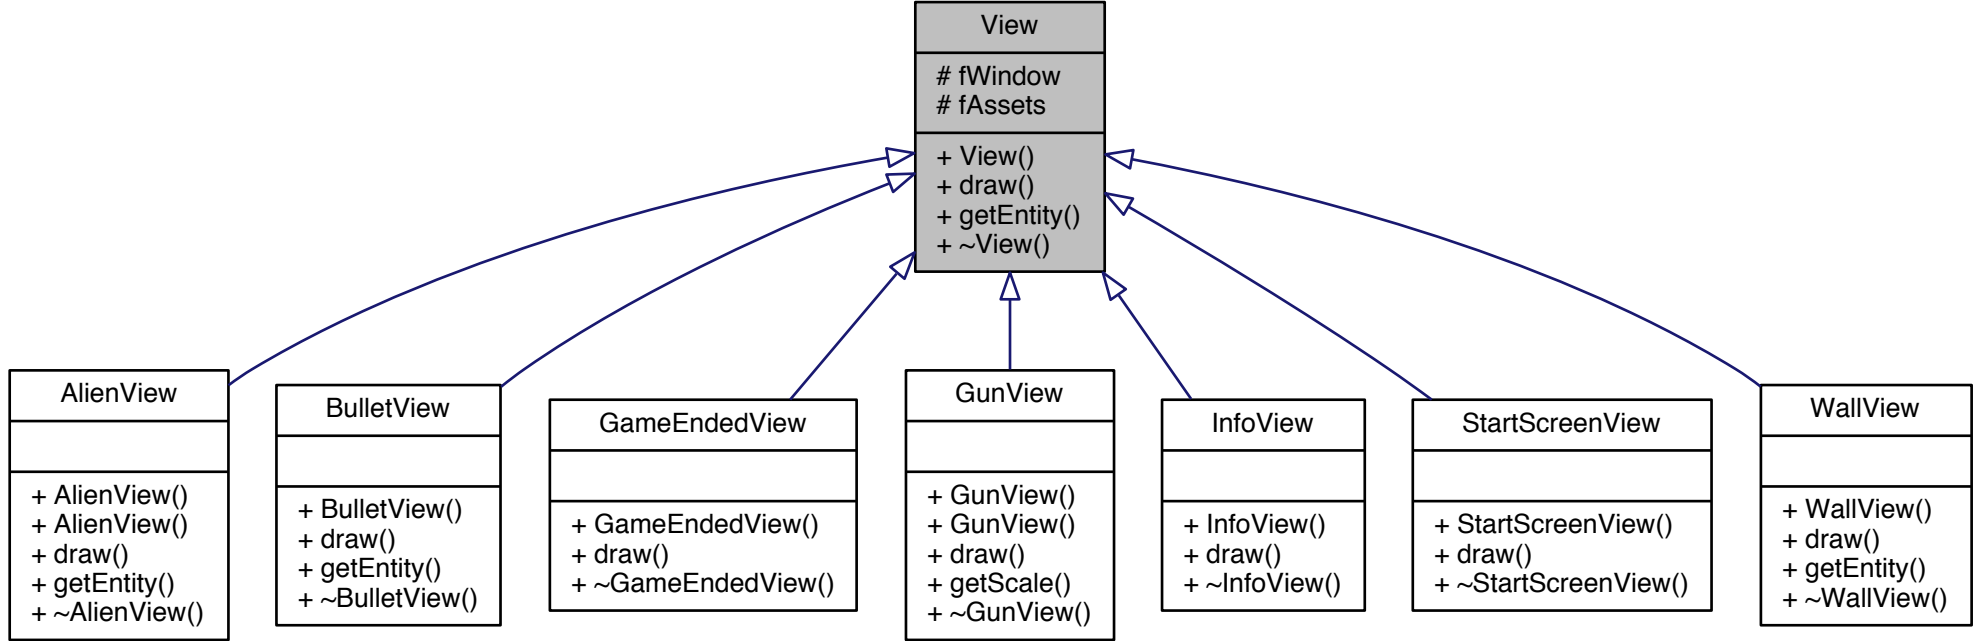 View
# fWindow
# fAssets
+ View()
+ draw()
+ getEntity()
+ ~View()
AlienView
+ AlienView()
+ AlienView()
+ draw()
+ getEntity()
+ ~AlienView()
BulletView
+ BulletView()
+ draw()
+ getEntity()
+ ~BulletView()
GameEndedView
+ GameEndedView()
+ draw()
+ ~GameEndedView()
GunView
+ GunView()
+ GunView()
+ draw()
+ getScale()
+ ~GunView()
InfoView
+ InfoView()
+ draw()
+ ~InfoView()
StartScreenView
+ StartScreenView()
+ draw()
+ ~StartScreenView()
WallView
+ WallView()
+ draw()
+ getEntity()
+ ~WallView()